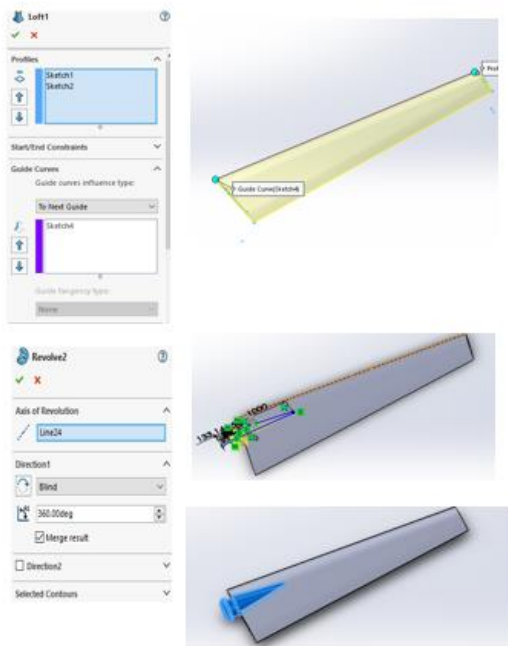 Loft1
Profiles
Sketch1
Sketch2
Start/End Constraints
Guide Curves
Guide curves influence type:
To Next Guide
Sketch4
Guide tangency type:
None
Guide Curve(Sketch4)
Revolve2
Axis of Revolution
Line24
Direction1
Blind
360.00deg
Merge result
Direction2
Selected Contours
1000